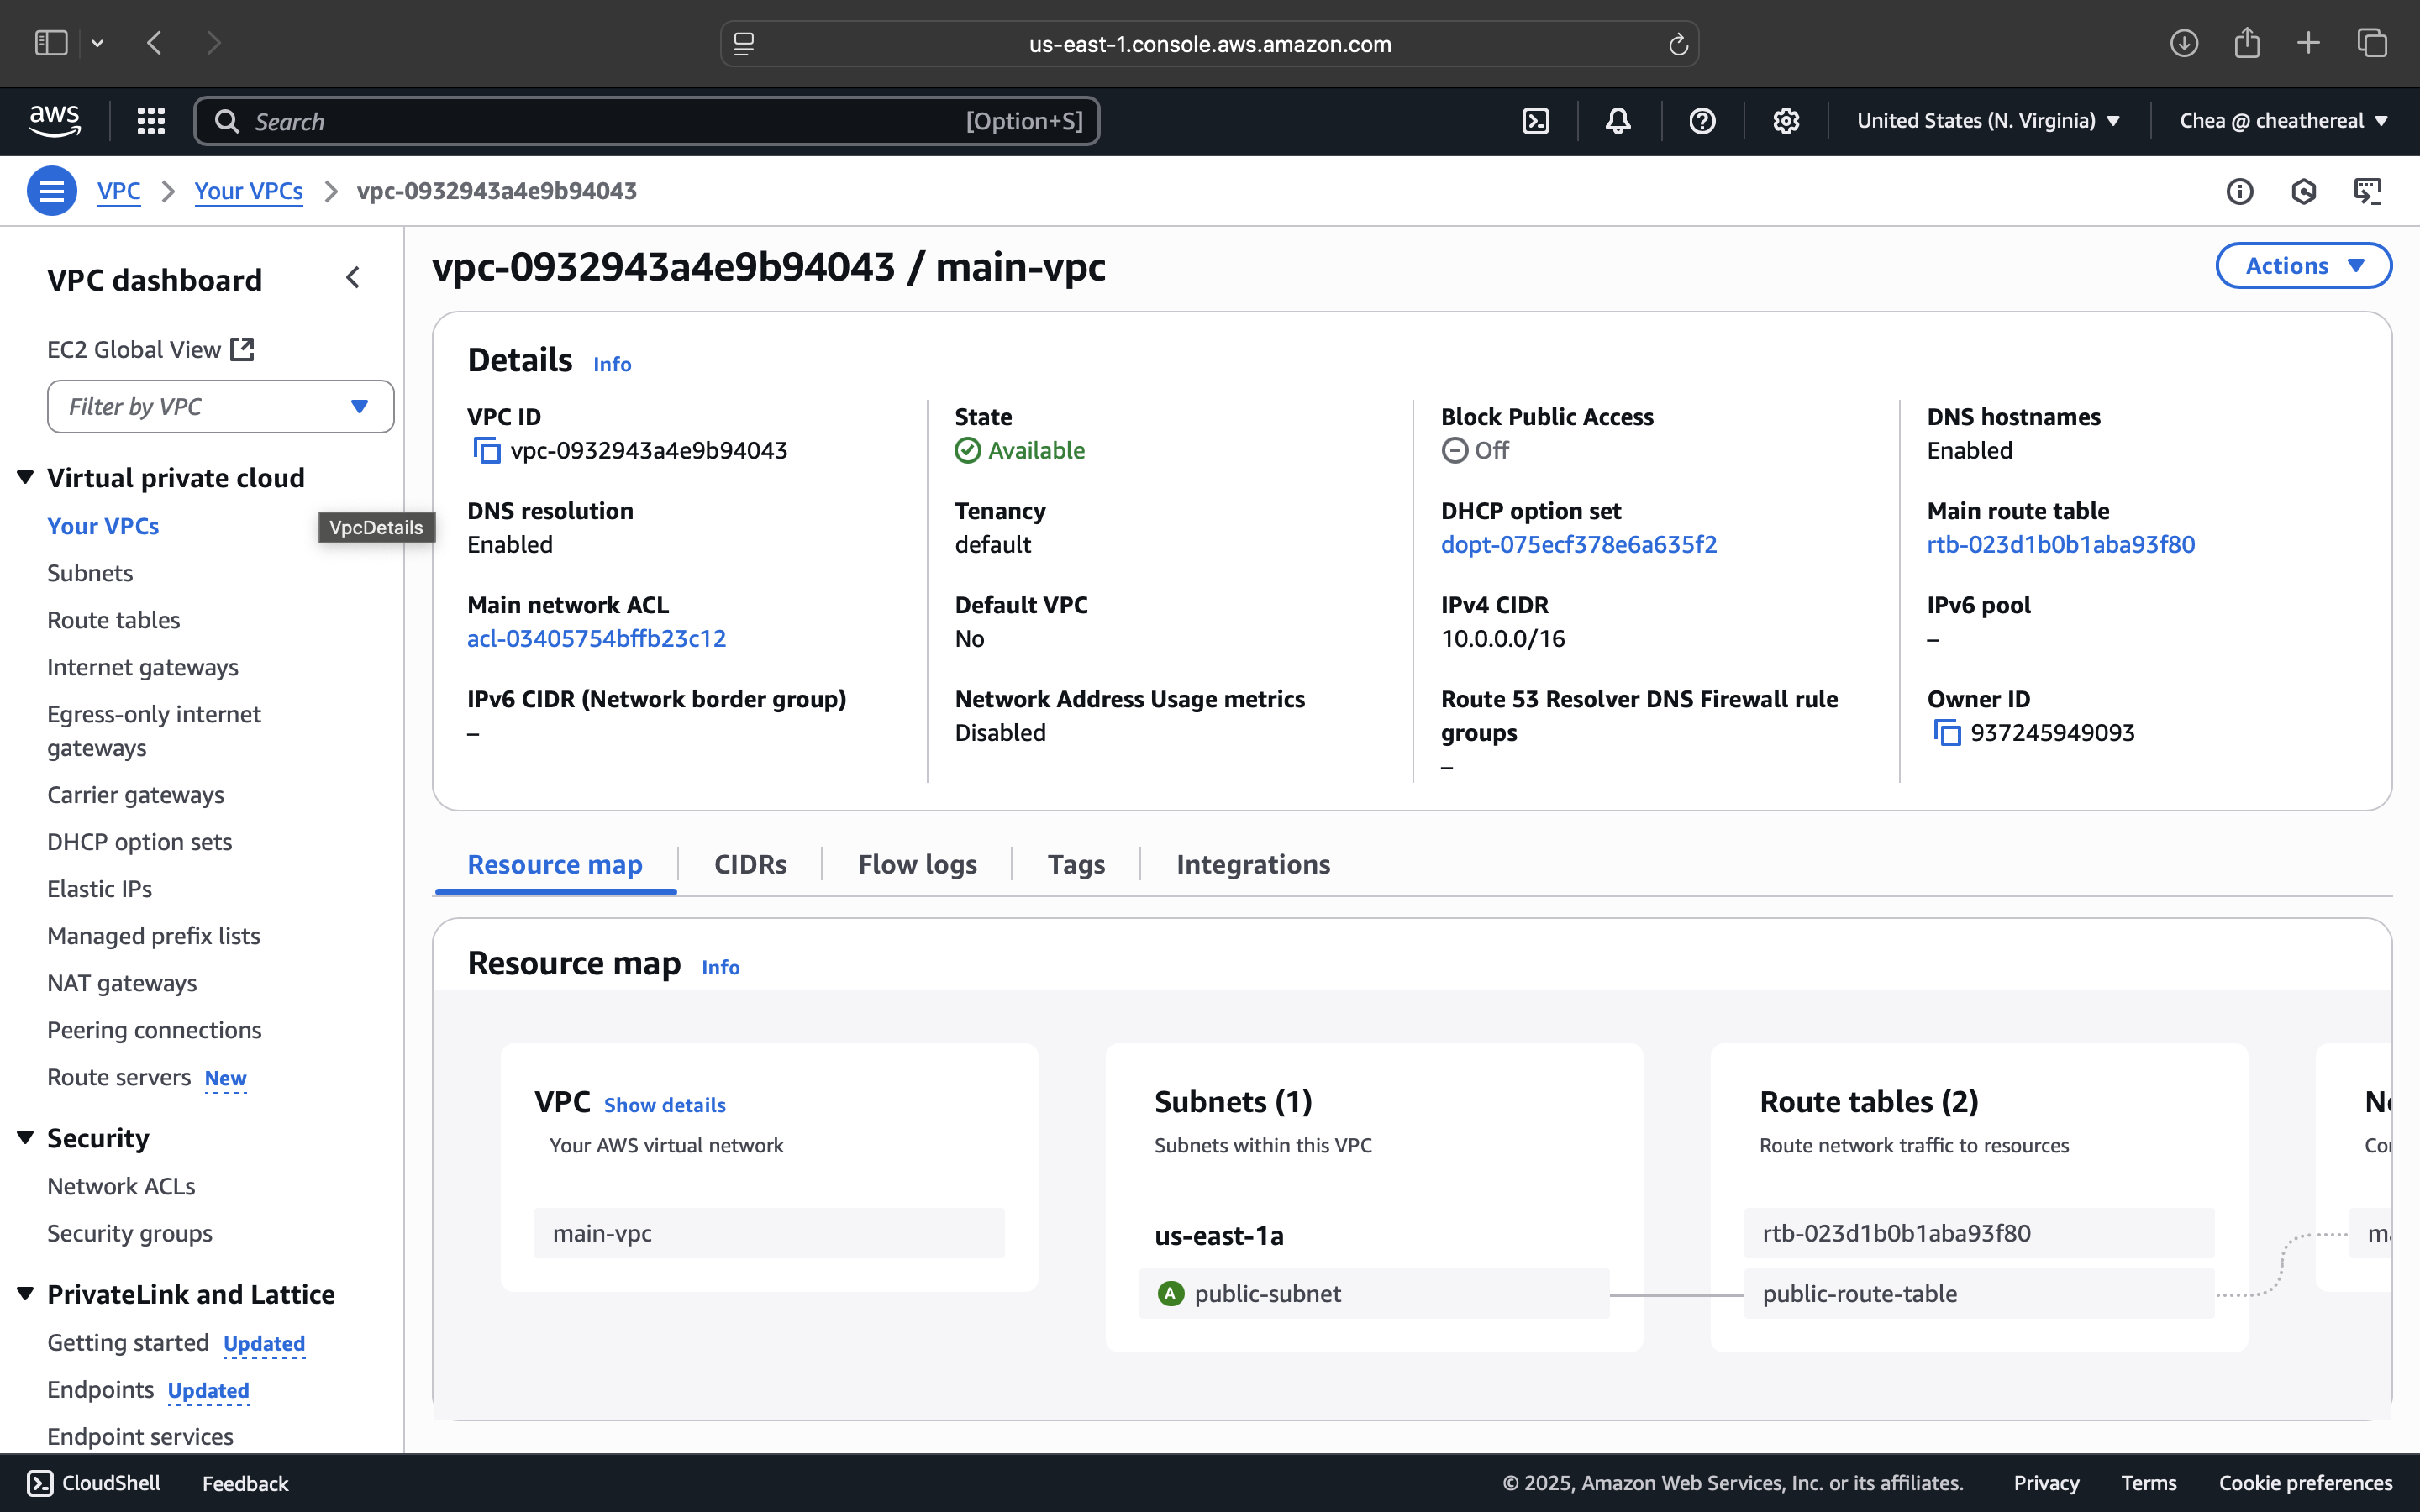 us-east-1.console.aws.amazon.com
aws
Search
[Option+S]
United States (N. Virginia)
Chea @ cheathereal
VPC
Your VPCs
vpc-0932943a4e9b94043
VPC dashboard
EC2 Global View
Filter by VPC
Virtual private cloud
Your VPCs
VpcDetails
Subnets
Route tables
Internet gateways
Egress-only internet
gateways
Carrier gateways
DHCP option sets
Elastic IPs
Managed prefix lists
NAT gateways
Peering connections
Route servers New
Security
Network ACLs
Security groups
PrivateLink and Lattice
Getting started Updated
Endpoints Updated
Endpoint services
vpc-0932943a4e9b94043 / main-vpc
Actions
Details Info
VPC ID
vpc-0932943a4e9b94043
State
Available
Block Public Access
Off
DNS hostnames
Enabled
DNS resolution
Enabled
Tenancy
default
DHCP option set
dopt-075ecf378e6a635f2
Main route table
rtb-023d1b0b1aba93f80
Main network ACL
acl-03405754bffb23c12
Default VPC
No
IPv4 CIDR
10.0.0.0/16
IPv6 pool
–
IPv6 CIDR (Network border group)
–
Network Address Usage metrics
Disabled
Route 53 Resolver DNS Firewall rule
groups
–
Owner ID
937245949093
Resource map
CIDRs
Flow logs
Tags
Integrations
Resource map Info
VPC Show details
Your AWS virtual network
main-vpc
Subnets (1)
Subnets within this VPC
us-east-1a
A public-subnet
Route tables (2)
Route network traffic to resources
rtb-023d1b0b1aba93f80
public-route-table
CloudShell
Feedback
© 2025, Amazon Web Services, Inc. or its affiliates.
Privacy
Terms
Cookie preferences